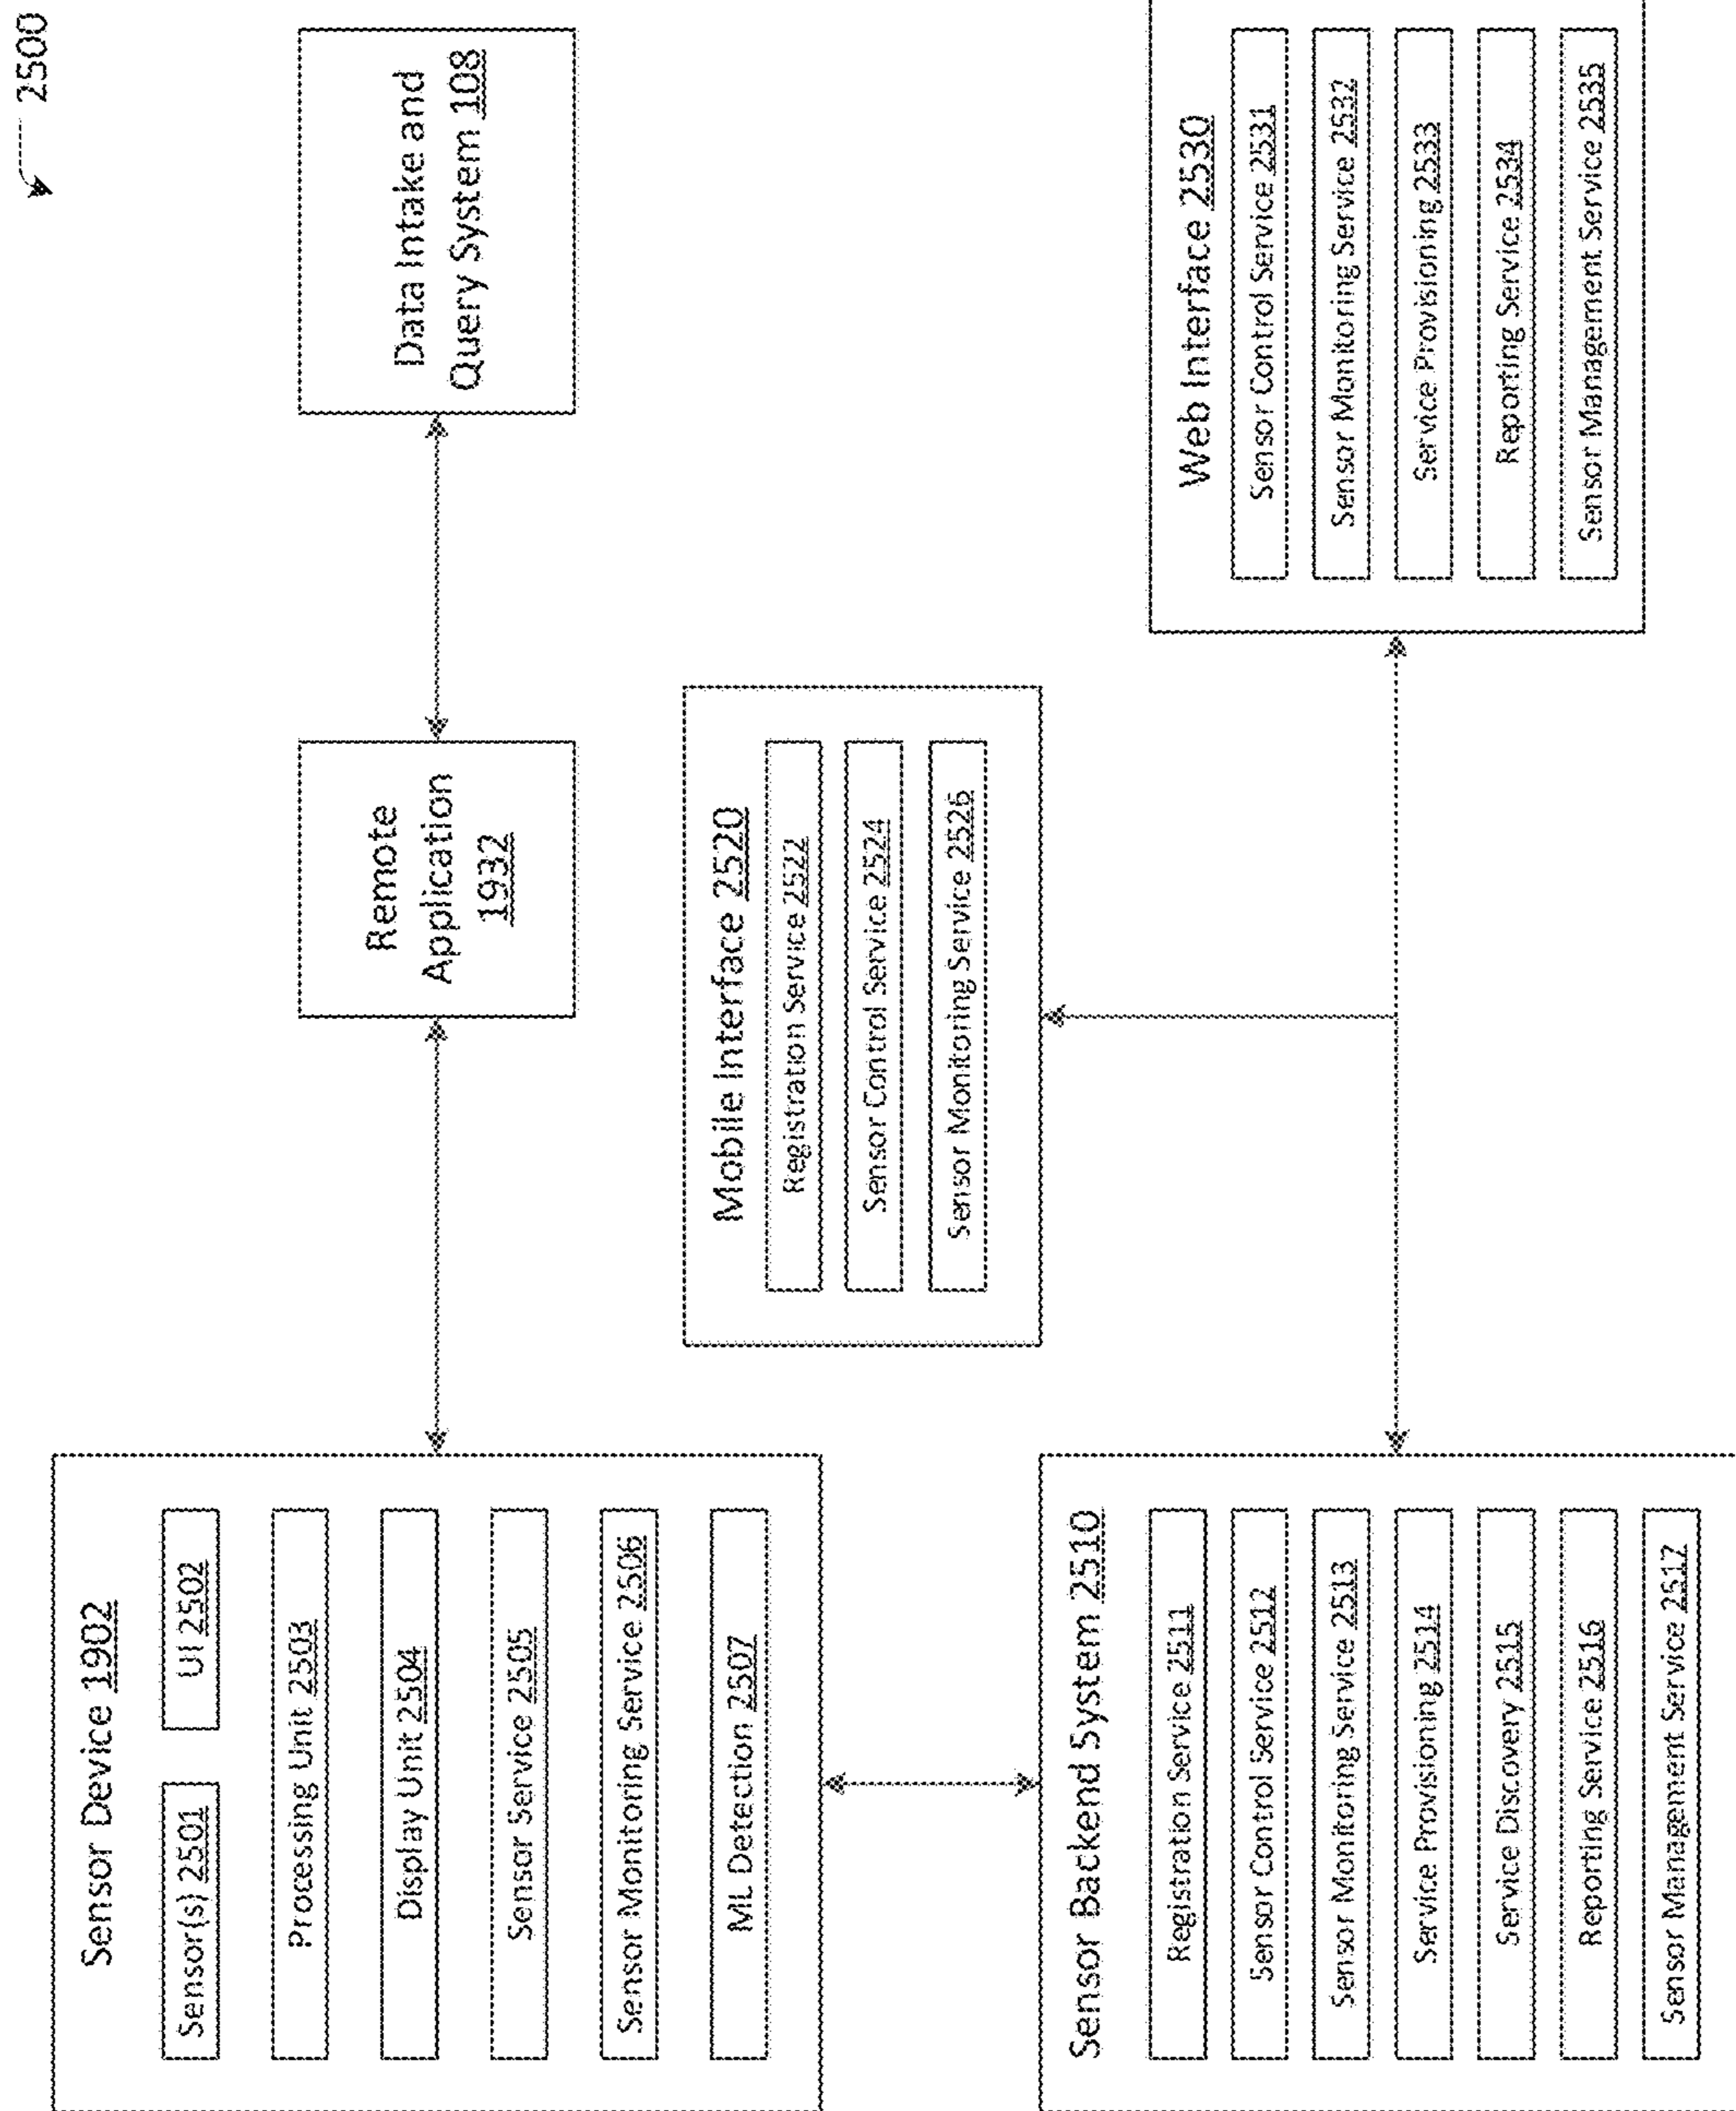 2500
Sensor Device 1902
Sensor(s) 2501
UI 2502
Processing Unit 2503
Display Unit 2504
Sensor Service 2505
Sensor Monitoring Service 2506
ML Detection 2507
Remote
Application
1932
Data Intake and
Query System 108
Mobile Interface 2520
Registration Service 2522
Sensor Control Service 2524
Sensor Monitoring Service 2526
Sensor Backend System 2510
Registration Service 2511
Sensor Control Service 2512
Sensor Monitoring Service 2513
Service Provisioning 2514
Service Discovery 2515
Reporting Service 2516
Sensor Management Service 2517
Web Interface 2530
Sensor Control Service 2531
Sensor Monitoring Service 2532
Service Provisioning 2533
Reporting Service 2534
Sensor Management Service 2535